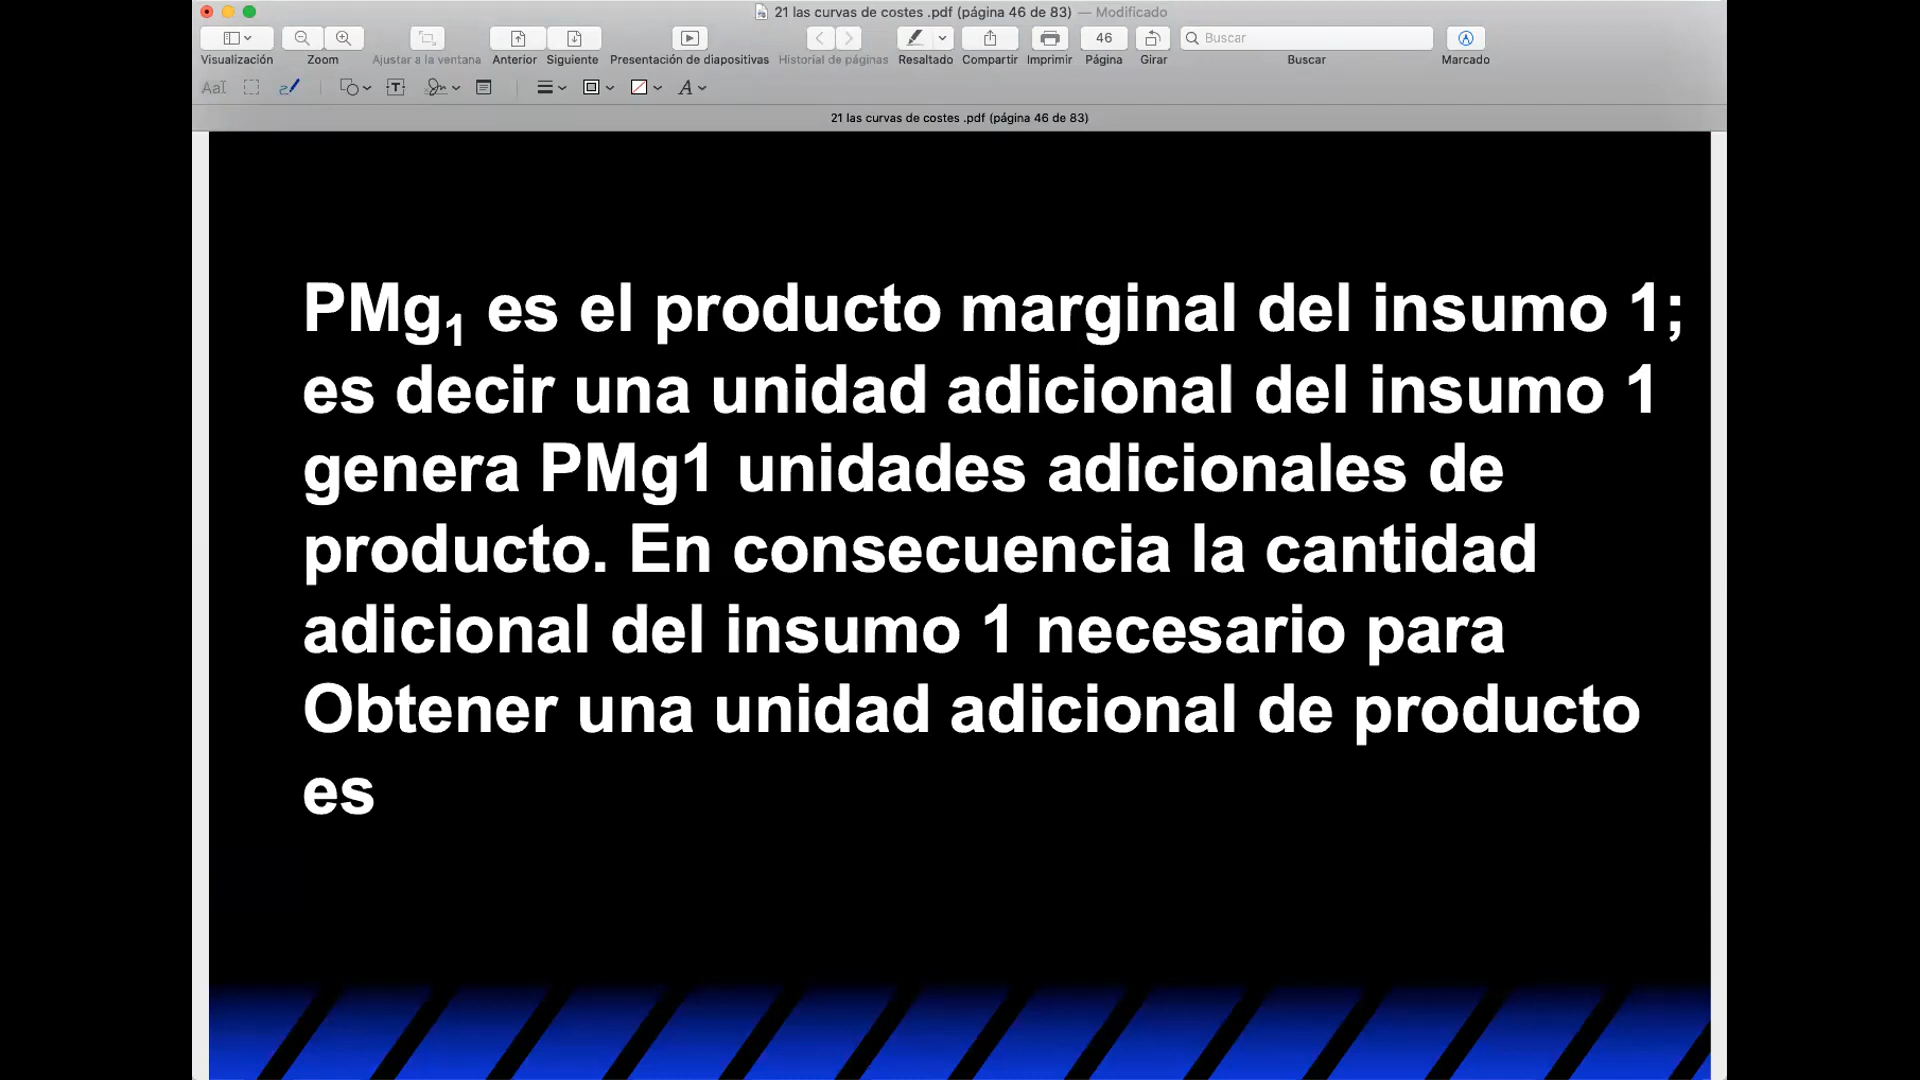 21 las curvas de costes .pdf (página 46 de 83) — Modificado
46
Buscar
Visualización Zoom Ajustar a la ventana Anterior Siguiente Presentación de diapositivas Historial de páginas Resaltado Compartir Imprimir Página Girar Buscar Marcado
21 las curvas de costes .pdf (página 46 de 83)
PMg₁ es el producto marginal del insumo 1;
es decir una unidad adicional del insumo 1
genera PMg1 unidades adicionales de
producto. En consecuencia la cantidad
adicional del insumo 1 necesario para
Obtener una unidad adicional de producto
es